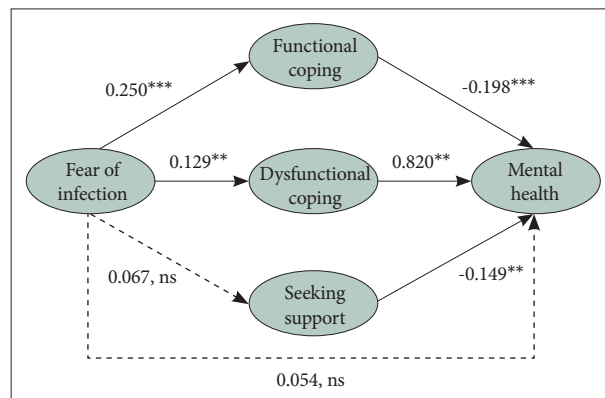 Functional
coping
0.250***
-0.198***
Fear of
infection
0.129**
Dysfunctional
coping
0.820**
Mental
health
0.067, ns
Seeking
support
-0.149**
0.054, ns